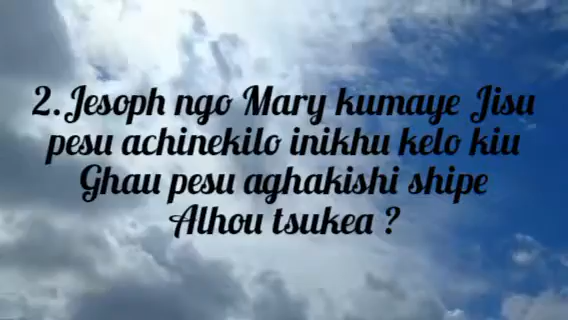 2.Jesoph ngo Mary kumaye Jisu
pesu achinekilo inikhu kelo kiu
Ghau pesu aghakishi shipe
Alhou tsukea ?